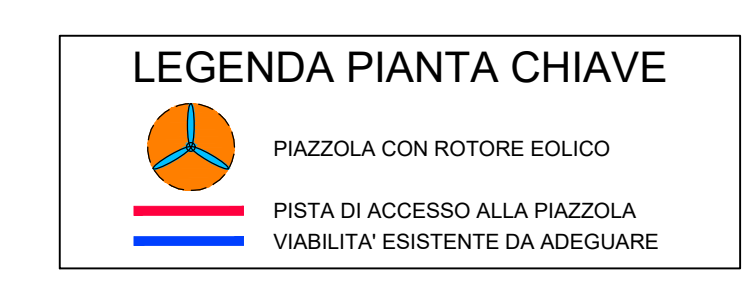 LEGENDA PIANTA CHIAVE
PIAZZOLA CON ROTORE EOLICO
PISTA DI ACCESSO ALLA PIAZZOLA
VIABILITA' ESISTENTE DA ADEGUARE